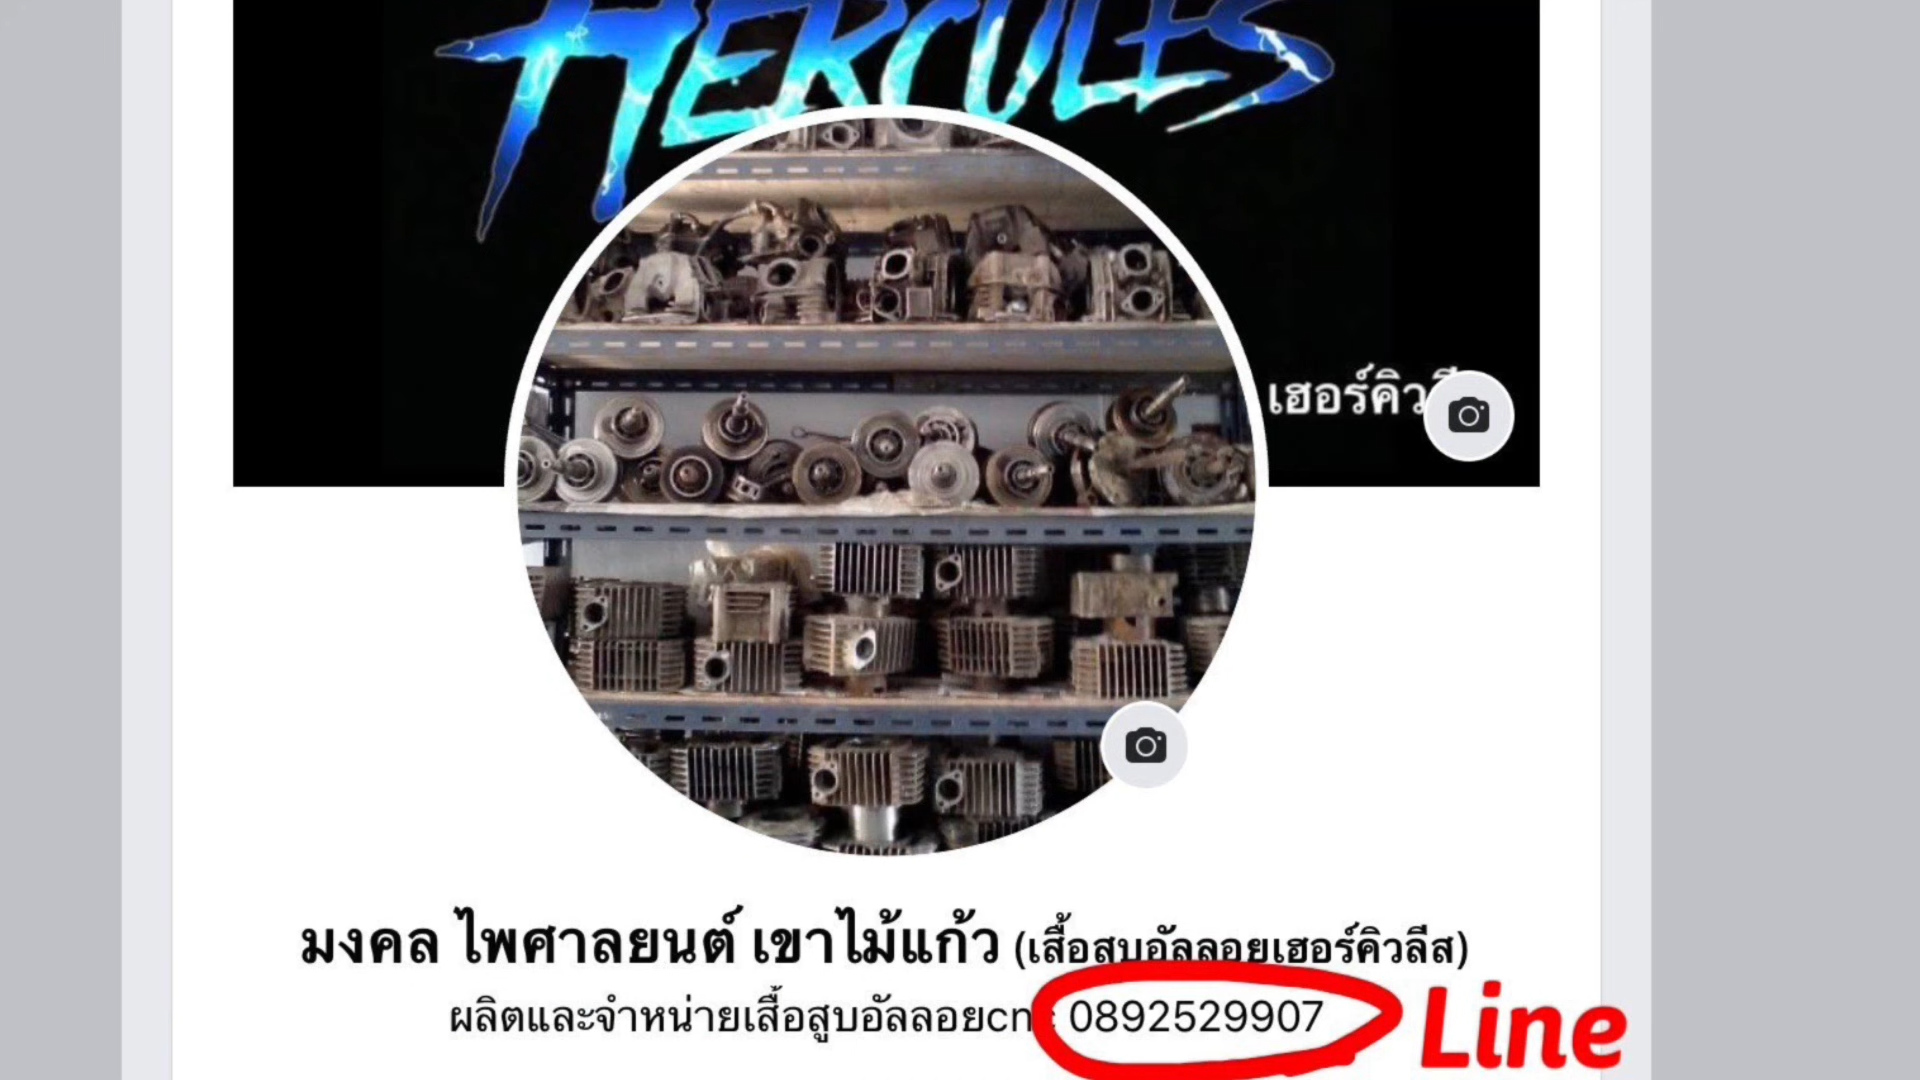 HERCULES
เฮอร์คิวลี
มงคล ไพศาลยนต์ เขาไม้แก้ว (เสื้อสูบอัลลอยเฮอร์คิวลีส)
ผลิตและจำหน่ายเสื้อสูบอัลลอยcnc 0892529907
Line